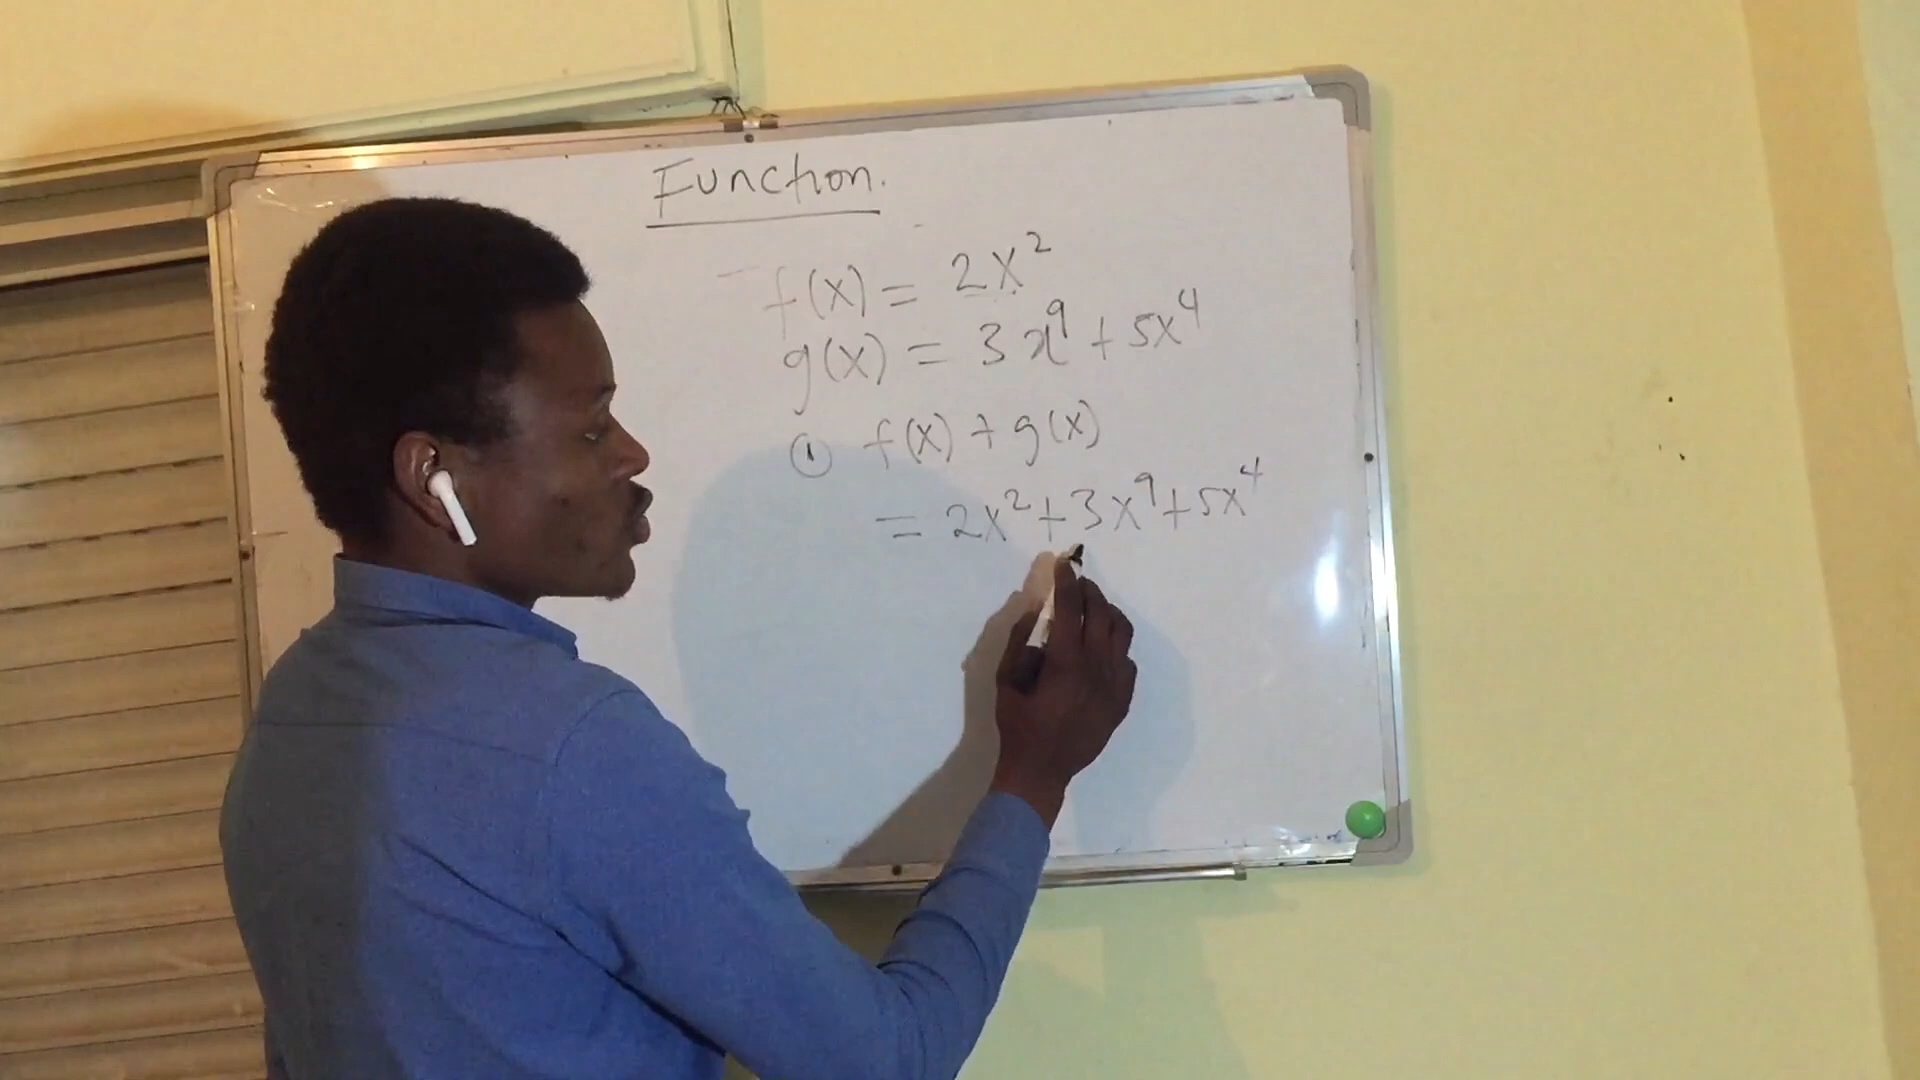 Function.
f(x) = 2x²
g(x) = 3x⁹ + 5x⁴
① f(x) + g(x)
= 2x² + 3x⁹ + 5x⁴